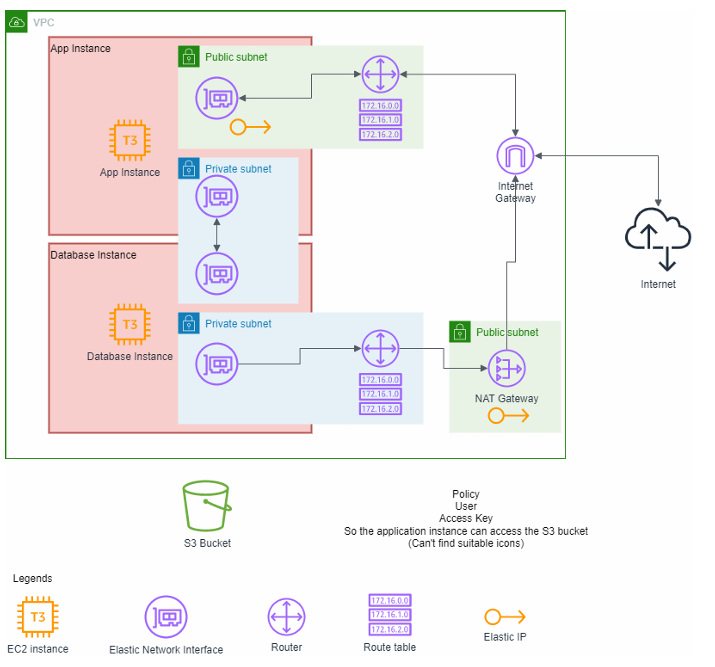 VPC
App Instance
Public subnet
172.16.0.0
172.16.1.0
172.16.2.0
T3
App Instance
Private subnet
Internet
Gateway
Internet
Database Instance
T3
Database Instance
Private subnet
172.16.0.0
172.16.1.0
172.16.2.0
Public subnet
NAT Gateway
S3 Bucket
Policy
User
Access Key
So the application instance can access the S3 bucket
(Can't find suitable icons)
Legends
T3
EC2 instance
Elastic Network Interface
Router
172.16.0.0
172.16.1.0
172.16.2.0
Route table
Elastic IP